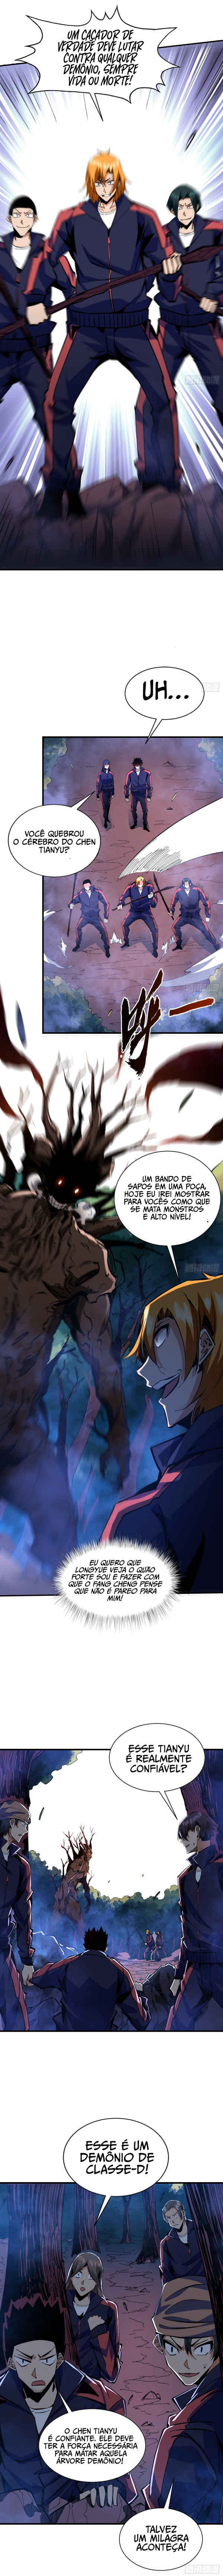 UM CAÇADOR DE
VERDADE DEVE LUTAR
CONTRA QUALQUER
DEMÔNIO, SEMPRE
VIDA OU MORTE!
UH...
VOCÊ QUEBROU
O CÉREBRO DO CHEN
TIANYU?
UM BANDO DE
SAPOS EM UMA POÇA,
HOJE EU IREI MOSTRAR
PARA VOCÊS COMO QUE
SE MATA MONSTROS
E ALTO NÍVEL!
EU QUERO QUE
LONGYUE VEJA O QUÃO
FORTE SOU E FAZER COM
QUE O FANG CHENG PENSE
QUE NÃO É PAREO PARA
MIM!
ESSE TIANYU
É REALMENTE
CONFIÁVEL?
ESSE É UM
DEMÔNIO DE
CLASSE-D!
O CHEN TIANYU
É CONFIANTE. ELE DEVE
TER A FORÇA NECESSÁRIA
PARA MATAR AQUELA
ÁRVORE DEMÔNIO!
TALVEZ
UM MILAGRA
ACONTEÇA!